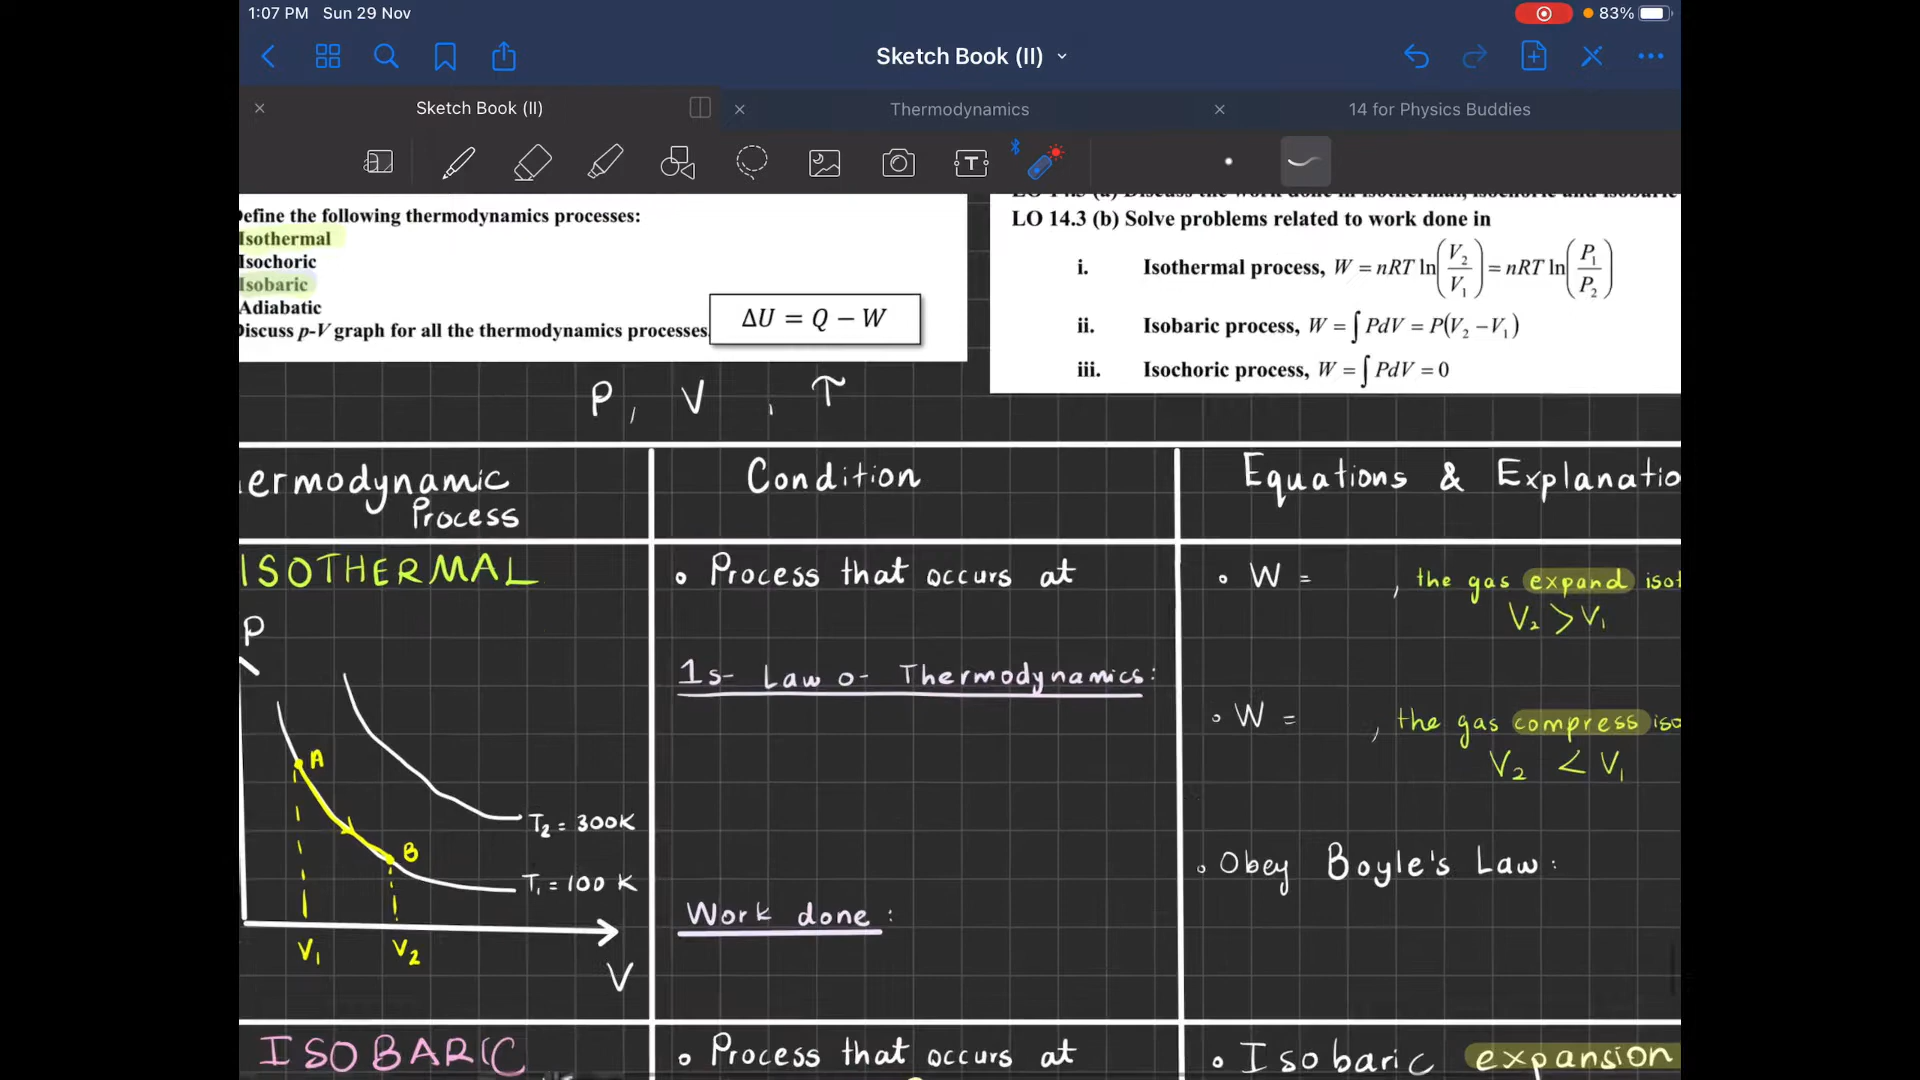 1:07 PM Sun 29 Nov
83%
Sketch Book (II)
Sketch Book (II)
Thermodynamics
14 for Physics Buddies
efine the following thermodynamics processes:
Isothermal
Isochoric
Isobaric
Adiabatic
Discuss p-V graph for all the thermodynamics processes.
ΔU = Q − W
LO 14.3 (b) Solve problems related to work done in
i. Isothermal process, W = nRT ln(V₂/V₁) = nRT ln(P₁/P₂)
ii. Isobaric process, W = ∫PdV = P(V₂ − V₁)
iii. Isochoric process, W = ∫PdV = 0
P, V, T
ermodynamic
Process
Condition
Equations & Explanatio
ISOTHERMAL
P
A
B
T₂ = 300K
T₁ = 100 K
V₁
V₂
V
• Process that occurs at
1s- Law o- Thermodynamics:
Work done :
• W = , the gas expand isot
V₂ > V₁
• W = , the gas compress iso
V₂ < V₁
• Obey Boyle's Law :
ISOBARIC
• Process that occurs at
• Isobaric expansion